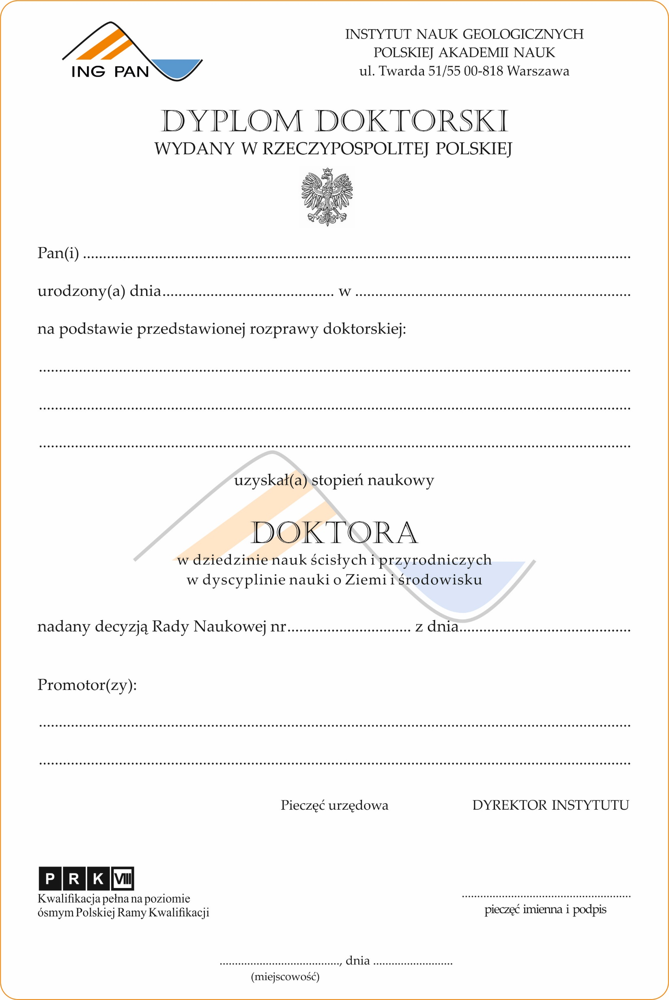 ING PAN
INSTYTUT NAUK GEOLOGICZNYCH
POLSKIEJ AKADEMII NAUK
ul. Twarda 51/55 00-818 Warszawa
DYPLOM DOKTORSKI
WYDANY W RZECZYPOSPOLITEJ POLSKIEJ
Pan(i) ........................................................................
urodzony(a) dnia........................................ w ........................................
na podstawie przedstawionej rozprawy doktorskiej:
................................................................................
................................................................................
................................................................................
uzyskał(a) stopień naukowy
DOKTORA
w dziedzinie nauk ścisłych i przyrodniczych
w dyscyplinie nauki o Ziemi i środowisku
nadany decyzją Rady Naukowej nr.............................. z dnia........................................
Promotor(zy):
................................................................................
................................................................................
Pieczęć urzędowa DYREKTOR INSTYTUTU
P R K VIII
Kwalifikacja pełna na poziomie
ósmym Polskiej Ramy Kwalifikacji
........................................
pieczęć imienna i podpis
........................................, dnia ..........................
(miejscowość)